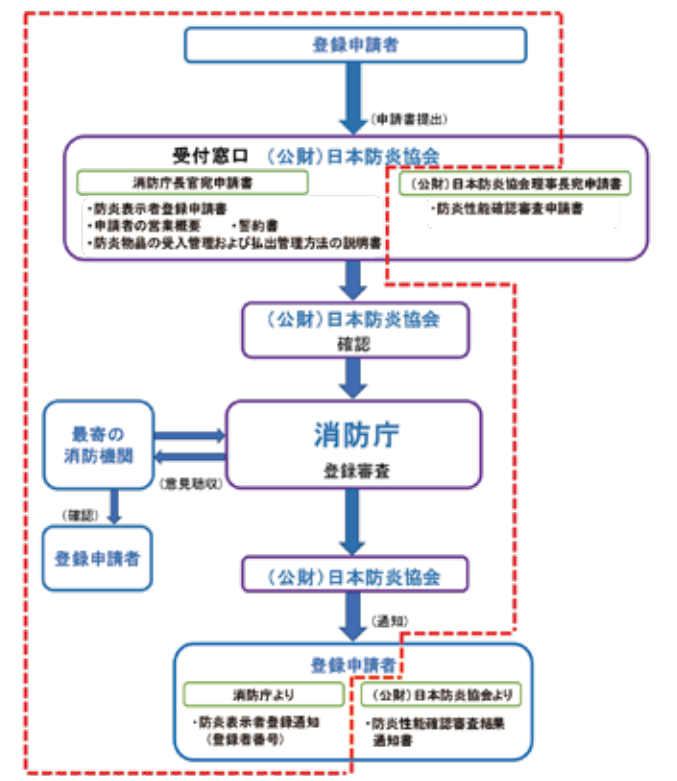 登録申請者
(申請書提出)
受付窓口 (公財)日本防炎協会
消防庁長官宛申請書
(公財)日本防炎協会理事長宛申請書
・防炎表示者登録申請書
・申請者の営業概要 ・誓約書
・防炎物品の受入管理および払出管理方法の説明書
・防炎性能確認審査申請書
(公財)日本防炎協会
確認
最寄の
消防機関
消防庁
登録審査
(意見聴収)
(確認)
登録申請者
(公財)日本防炎協会
(通知)
登録申請者
消防庁より
・防炎表示者登録通知
(登録者番号)
(公財)日本防炎協会より
・防炎性能確認審査結果
通知書